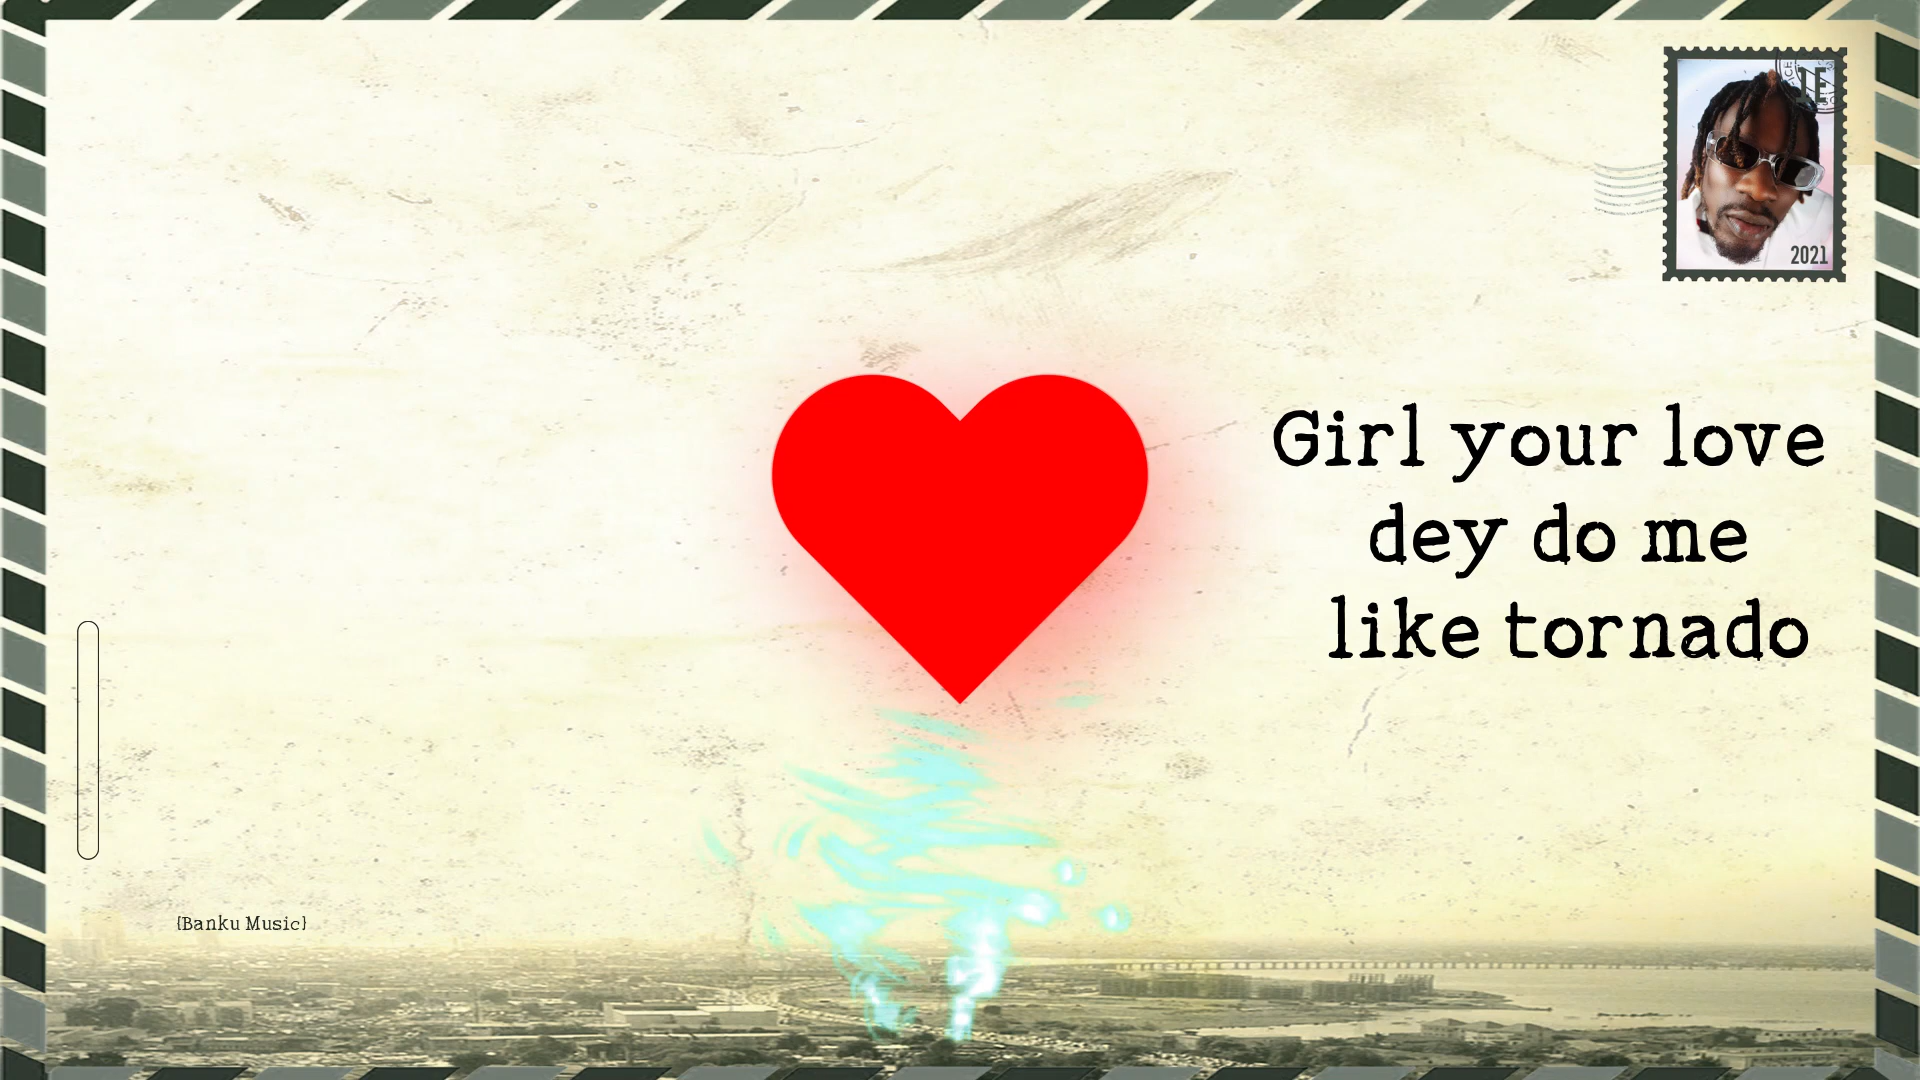 2021
Girl your love
dey do me
like tornado
{Banku Music}